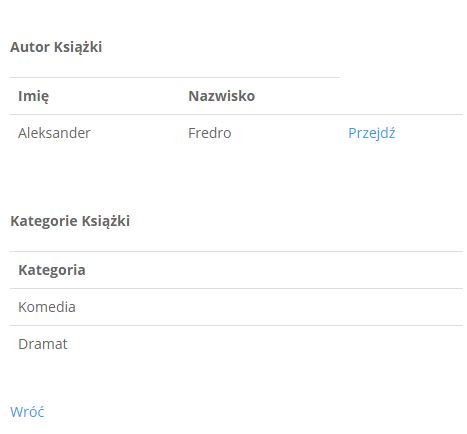 Autor Książki
Imię Nazwisko
Aleksander Fredro Przejdź
Kategorie Książki
Kategoria
Komedia
Dramat
Wróć